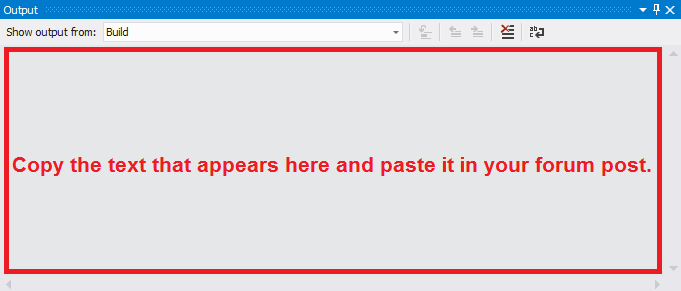 Output
Show output from: Build
Copy the text that appears here and paste it in your forum post.